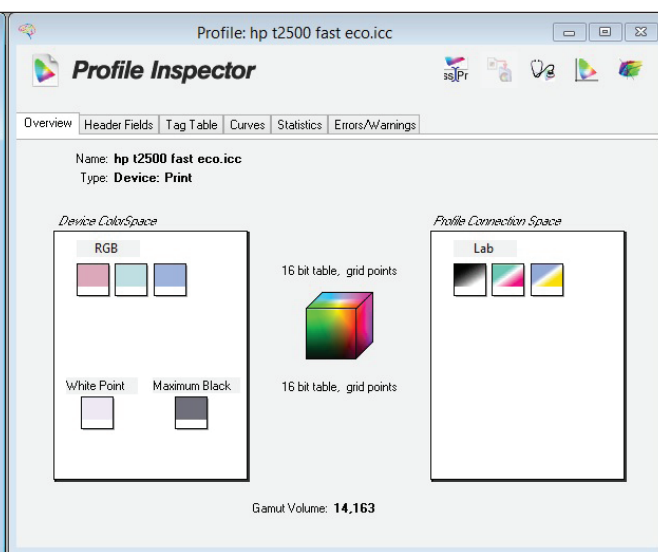 Profile: hp t2500 fast eco.icc
Profile Inspector
ss Pr
Overview Header Fields Tag Table Curves Statistics Errors/Warnings
Name: hp t2500 fast eco.icc
Type: Device: Print
Device ColorSpace
Profile Connection Space
RGB
Lab
16 bit table, grid points
White Point Maximum Black
16 bit table, grid points
Gamut Volume: 14,163